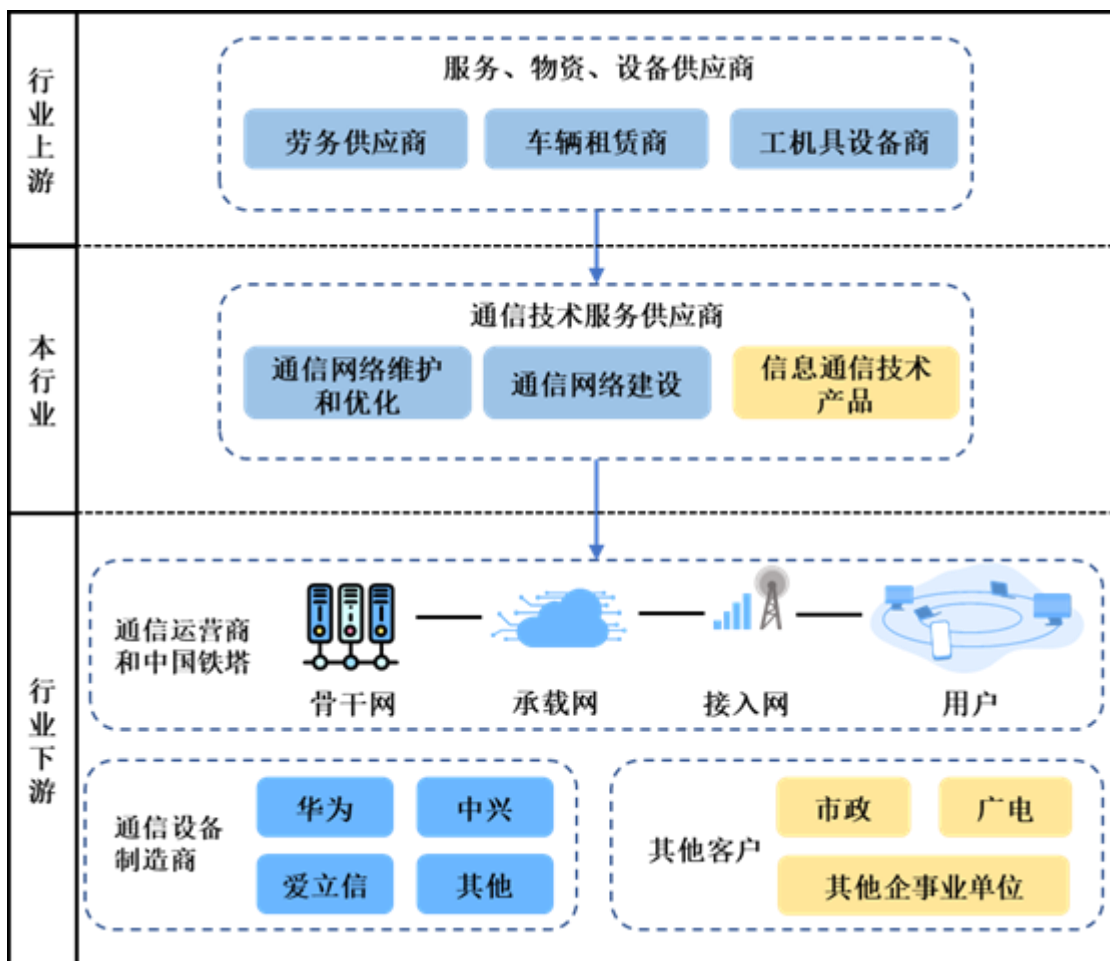 行业上游
服务、物资、设备供应商
劳务供应商
车辆租赁商
工机具设备商
本行业
通信技术服务供应商
通信网络维护
和优化
通信网络建设
信息通信技术
产品
行业下游
通信运营商
和中国铁塔
骨干网
承载网
接入网
用户
通信设备
制造商
华为
中兴
爱立信
其他
其他客户
市政
广电
其他企事业单位